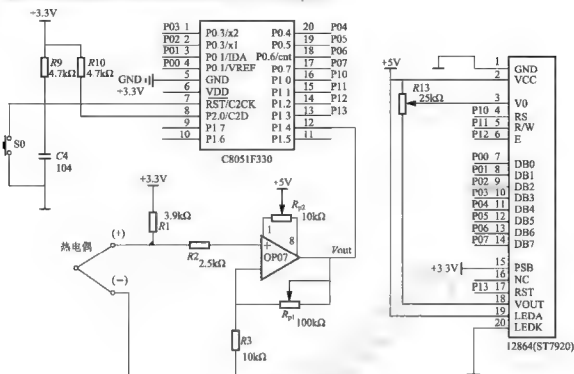 +3.3V
R9
4.7kΩ
R10
4.7kΩ
S0
C4
104
P03 1 P0.3/x2 P0.4 20 P04
P02 2 P0.3/x1 P0.5 19 P05
P01 3 P0.1/IDA P0.6/cnt 18 P06
P00 4 P0.1/VREF P0.7 17 P07
GND 5 GND P1 0 16 P10
+3.3V 6 VDD P1 1 15 P11
7 RST/C2CK P1.2 14 P12
8 P2.0/C2D P1 3 13 P13
9 P1 7 P1 4 12
10 P1 6 P1.5 11
C8051F330
+3.3V
3.9kΩ
R1
热电偶
(+)
(−)
R2 2.5kΩ
+5V
Rp2
10kΩ
1
8
+
−
OP07
Vout
Rp1 100kΩ
R3
10kΩ
+5V
R13
25kΩ
1 GND
2 VCC
3 V0
P10 4 RS
P11 5 R/W
P12 6 E
P00 7 DB0
P01 8 DB1
P02 9 DB2
P03 10 DB3
P04 11 DB4
P05 12 DB5
P06 13 DB6
P07 14 DB7
+3 3V 15 PSB
16 NC
P13 17 RST
18 VOUT
19 LEDA
20 LEDK
12864(ST7920)